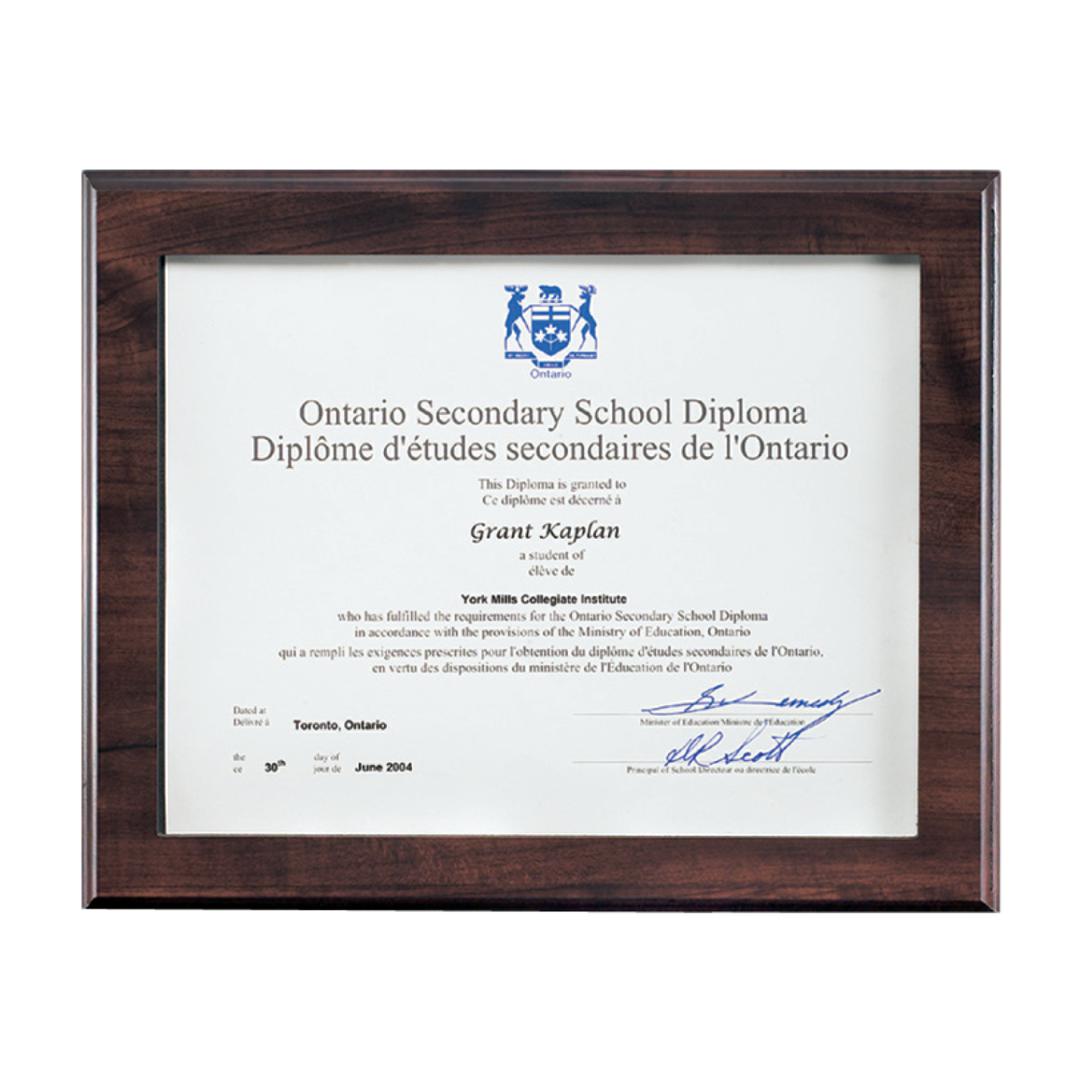 Ontario
Ontario Secondary School Diploma
Diplôme d'études secondaires de l'Ontario
This Diploma is granted to
Ce diplôme est décerné à
Grant Kaplan
a student of
élève de
York Mills Collegiate Institute
who has fulfilled the requirements for the Ontario Secondary School Diploma
in accordance with the provisions of the Ministry of Education, Ontario
qui a rempli les exigences prescrites pour l'obtention du diplôme d'études secondaires de l'Ontario,
en vertu des dispositions du ministère de l'Éducation de l'Ontario
Dated at
Délivré à Toronto, Ontario
the day of
ce 30th jour de June 2004
Minister of Education/Ministre de l'Éducation
Scott
Principal of School/Directeur ou directrice de l'école